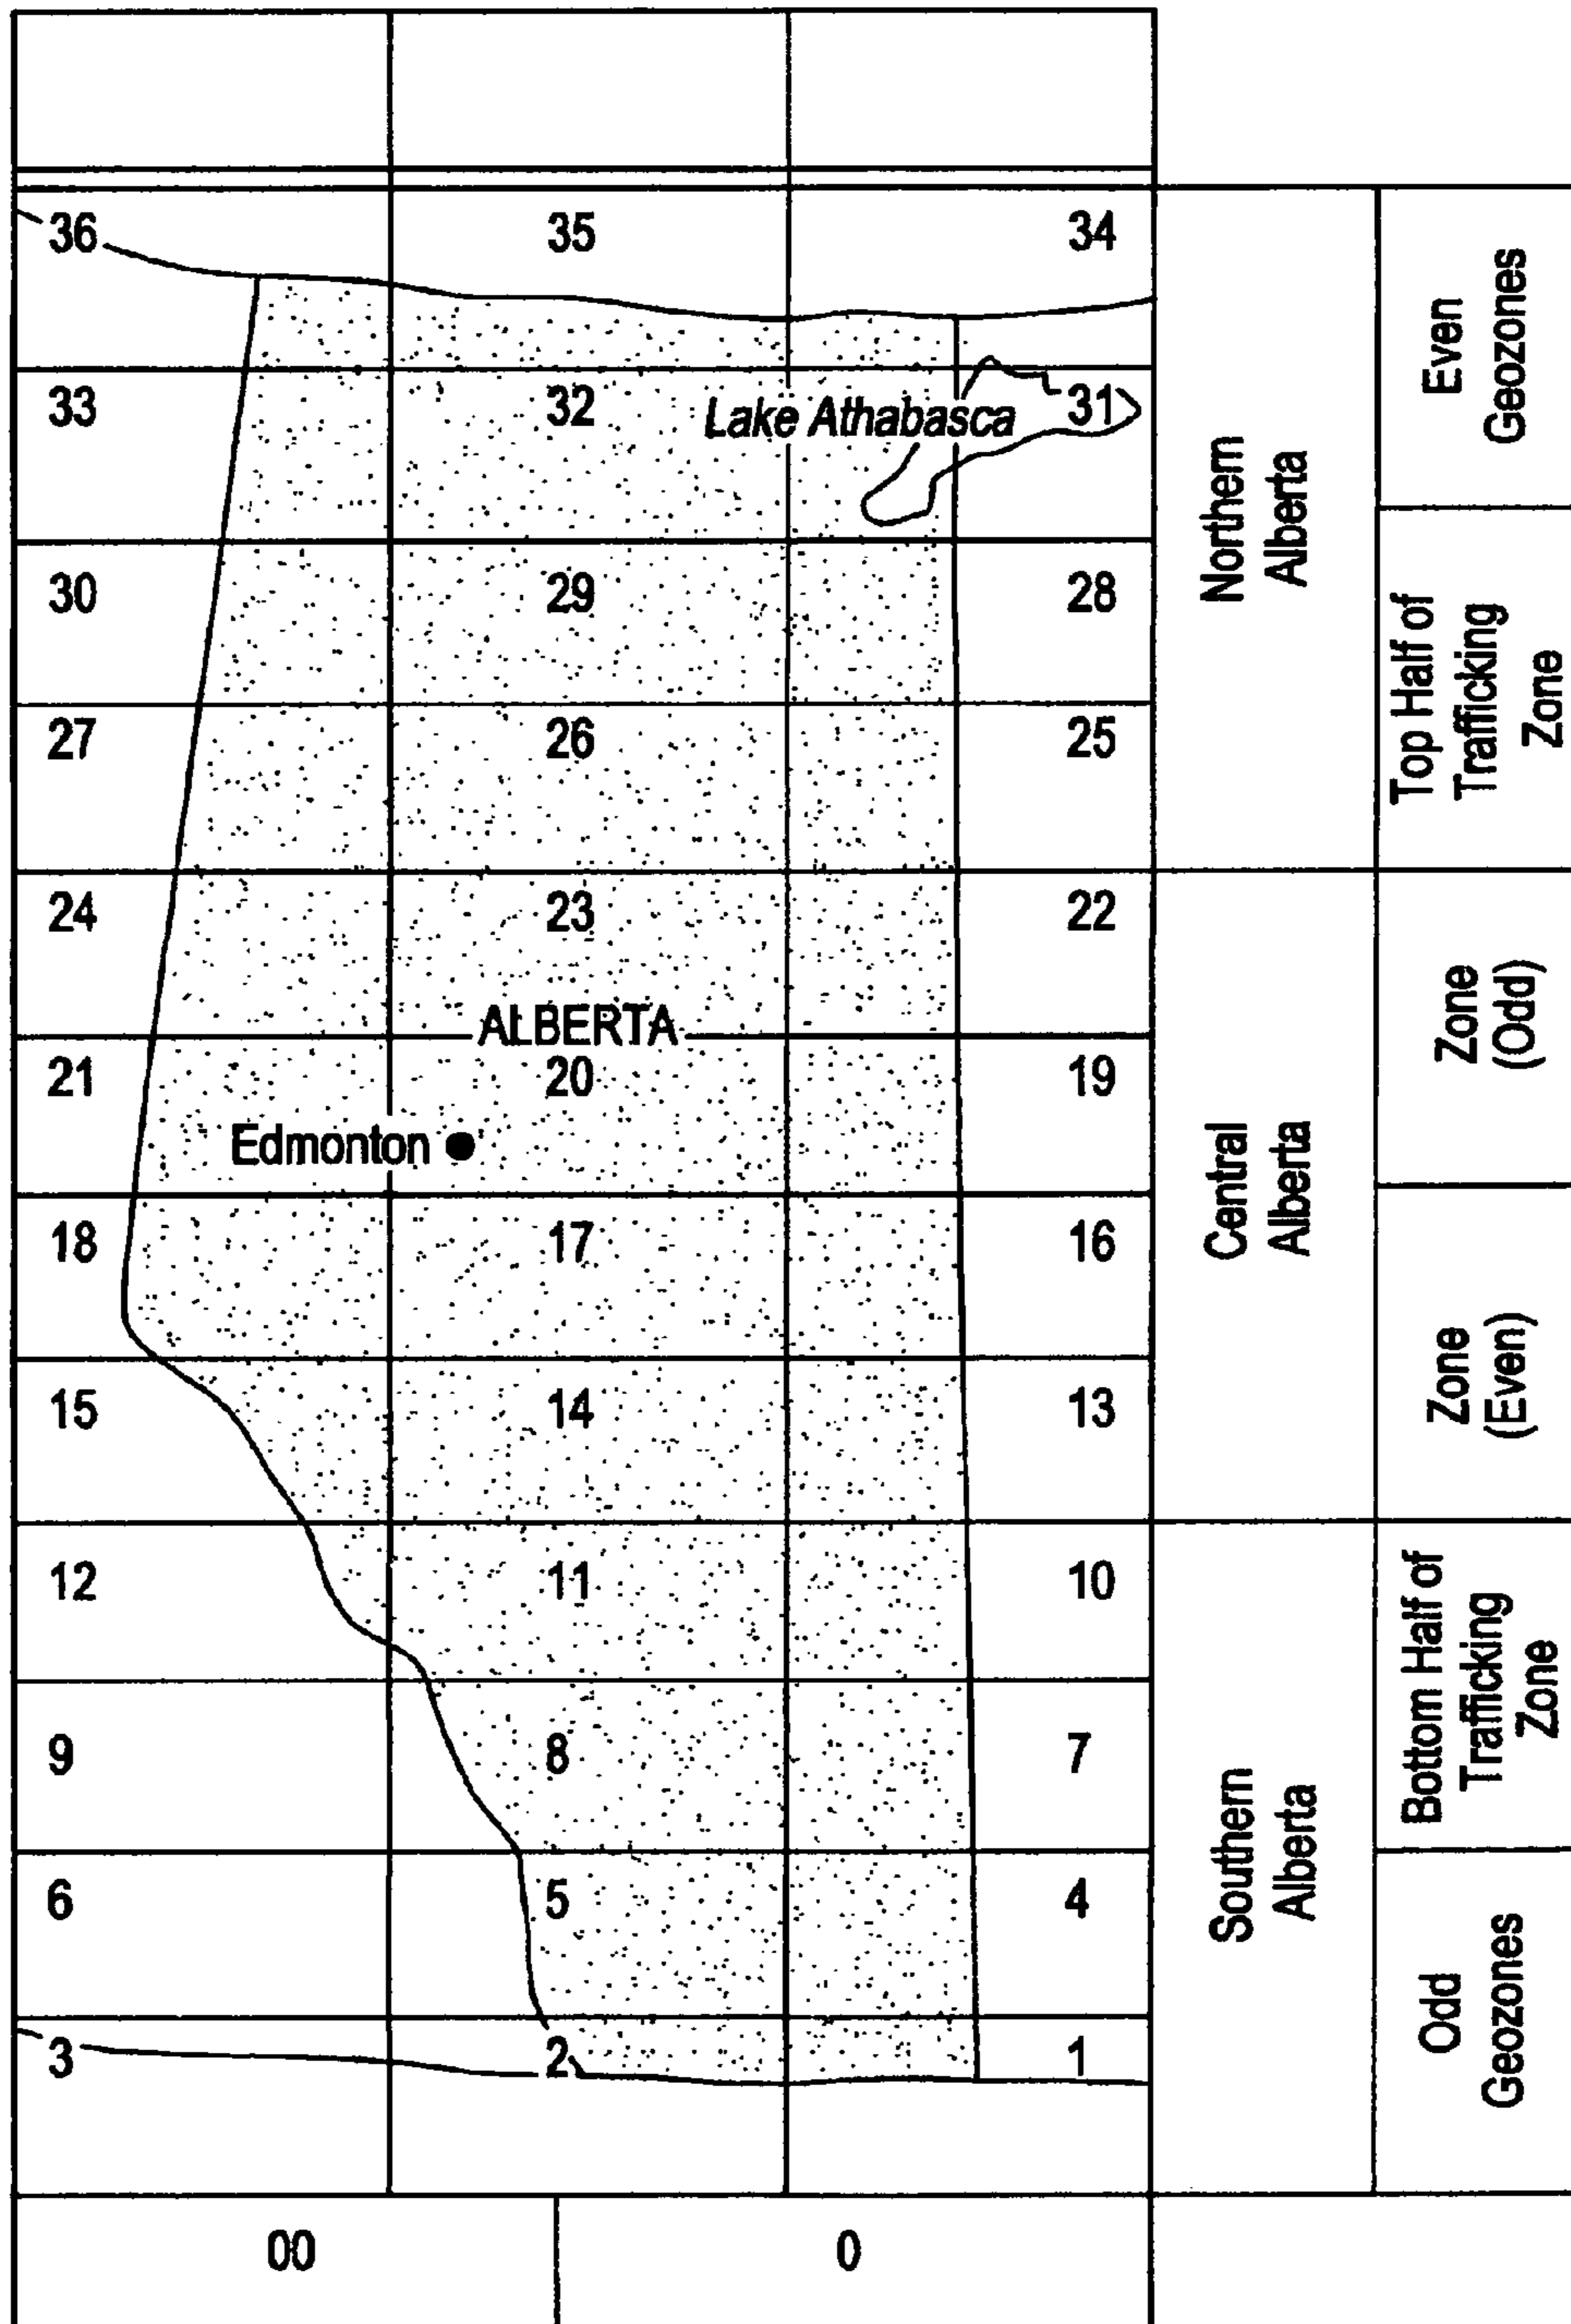 36 35 34
33 32 Lake Athabasca 31
30 29 28
27 26 25
24 23 22
ALBERTA
21 20 19
Edmonton
18 17 16
15 14 13
12 11 10
9 8 7
6 5 4
3 2 1
00 0
Northern
Alberta
Central
Alberta
Southern
Alberta
Even
Geozones
Top Half of
Trafficking
Zone
Zone
(Odd)
Zone
(Even)
Bottom Half of
Trafficking
Zone
Odd
Geozones